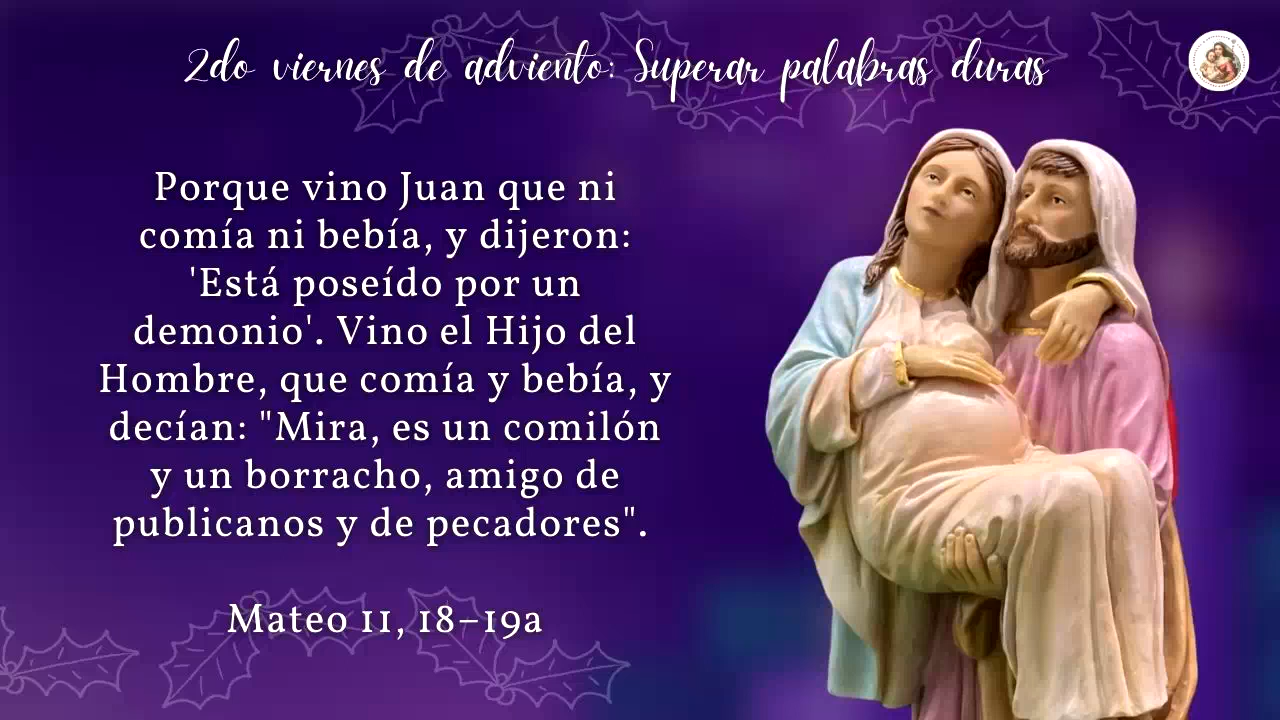 2do viernes de adviento: Superar palabras duras
Porque vino Juan que ni
comía ni bebía, y dijeron:
'Está poseído por un
demonio'. Vino el Hijo del
Hombre, que comía y bebía, y
decían: "Mira, es un comilón
y un borracho, amigo de
publicanos y de pecadores".
Mateo 11, 18–19a